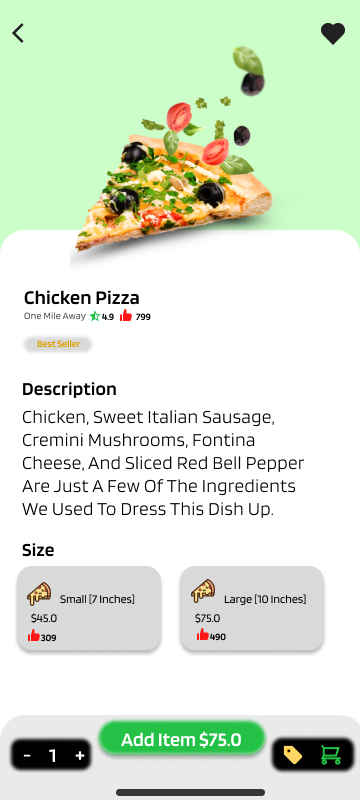 Chicken Pizza
One Mile Away 4.9 799
Best Seller
Description
Chicken, Sweet Italian Sausage,
Cremini Mushrooms, Fontina
Cheese, And Sliced Red Bell Pepper
Are Just A Few Of The Ingredients
We Used To Dress This Dish Up.
Size
Small [7 Inches]
$45.0
309
Large [10 Inches]
$75.0
490
- 1 +
Add Item $75.0